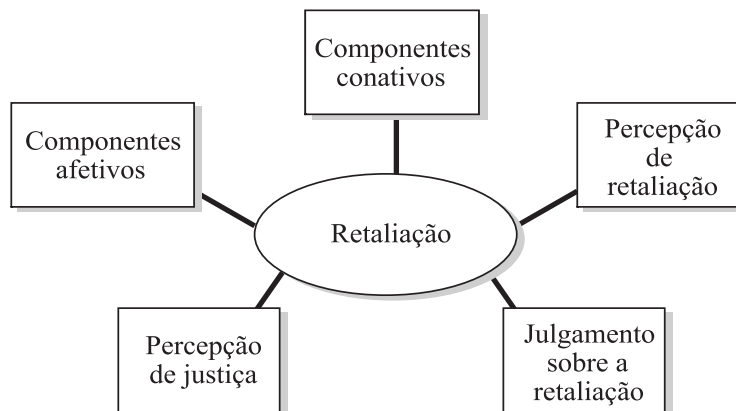 Componentes
conativos
Componentes
afetivos
Percepção
de
retaliação
Retaliação
Percepção
de justiça
Julgamento
sobre a
retaliação